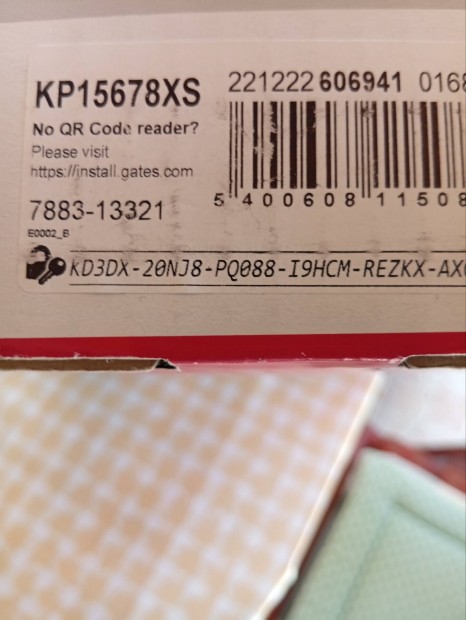 KP15678XS
221222 606941 0168
No QR Code reader?
Please visit
https://install.gates.com
5 400608 11508
7883-13321
E0002_B
KD3DX-20NJ8-PQ088-I9HCM-REZKX-AX